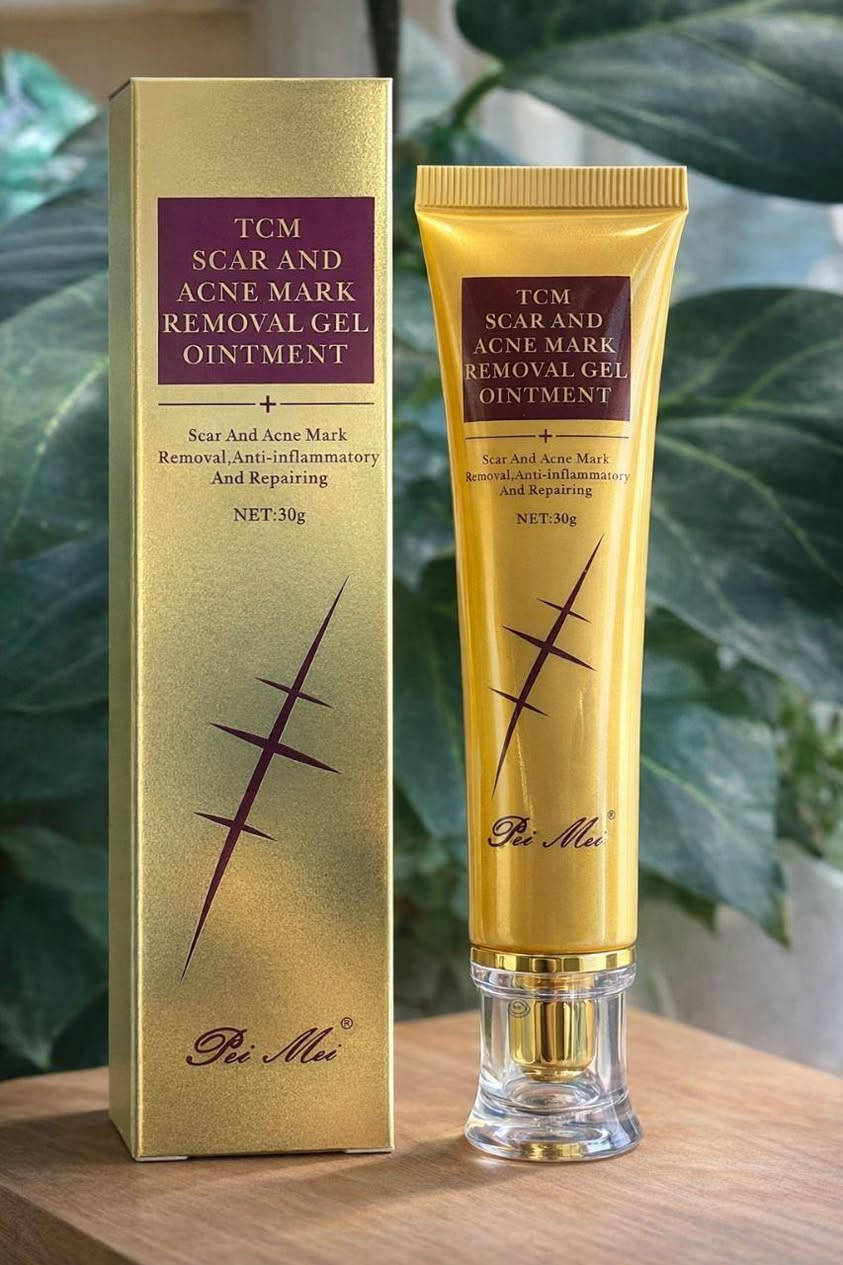 TCM
SCAR AND
ACNE MARK
REMOVAL GEL
OINTMENT
Scar And Acne Mark
Removal,Anti-inflammatory
And Repairing
NET:30g
Pei Mei®
TCM
SCAR AND
ACNE MARK
REMOVAL GEL
OINTMENT
Scar And Acne Mark
Removal,Anti-inflammatory
And Repairing
NET:30g
Pei Mei®